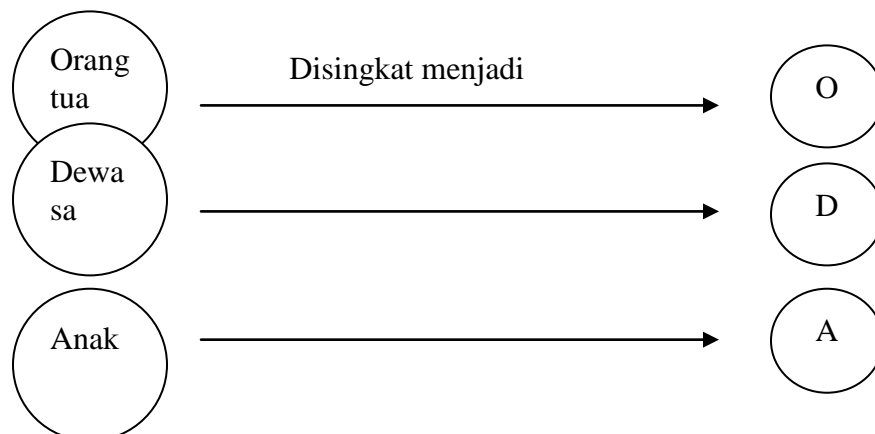 Orang
tua
Disingkat menjadi
O
Dewa
sa
D
Anak
A